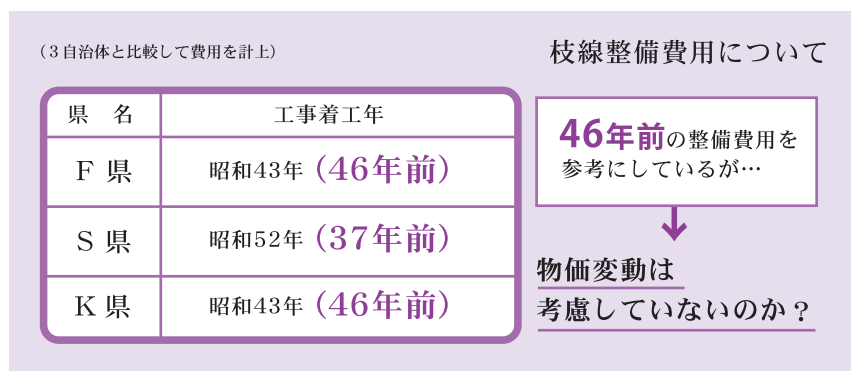 （３自治体と比較して費用を計上）
枝線整備費用について
県 名 工事着工年
Ｆ県 昭和43年（46年前）
Ｓ県 昭和52年（37年前）
Ｋ県 昭和43年（46年前）
46年前の整備費用を
参考にしているが…
物価変動は
考慮していないのか？